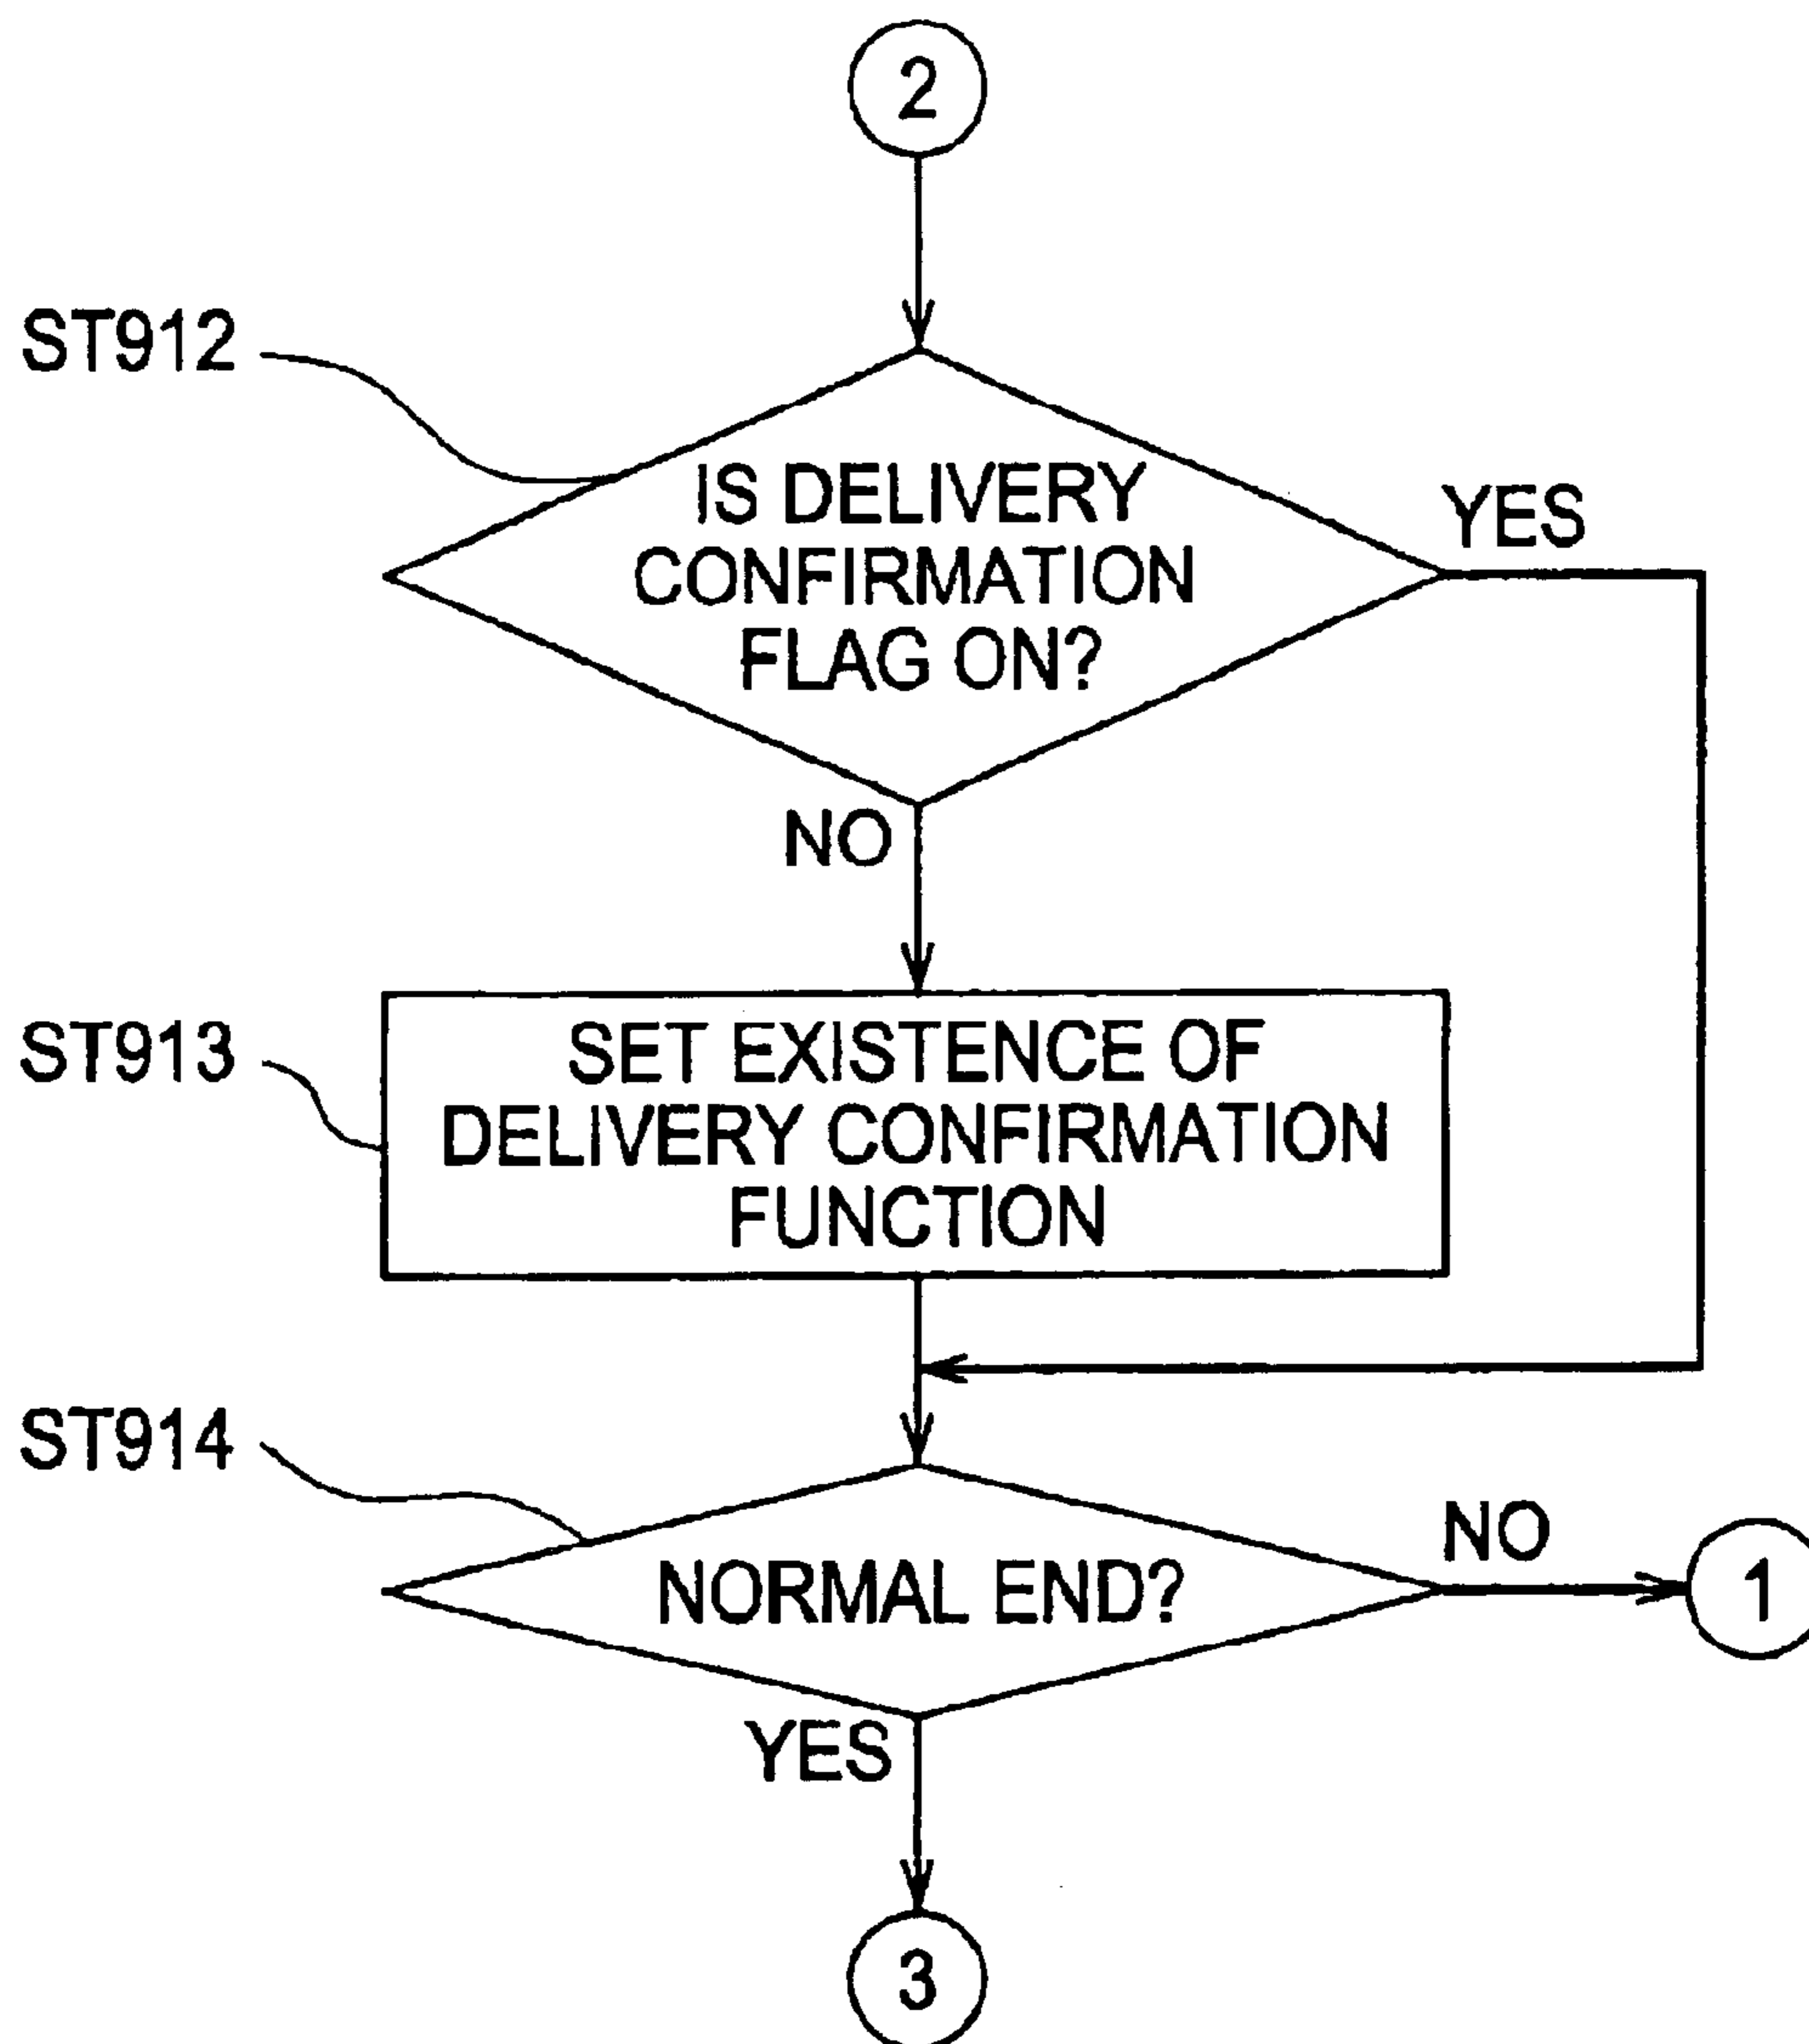 2
ST912
IS DELIVERY
CONFIRMATION
FLAG ON?
YES
NO
ST913
SET EXISTENCE OF
DELIVERY CONFIRMATION
FUNCTION
ST914
NORMAL END?
NO
1
YES
3